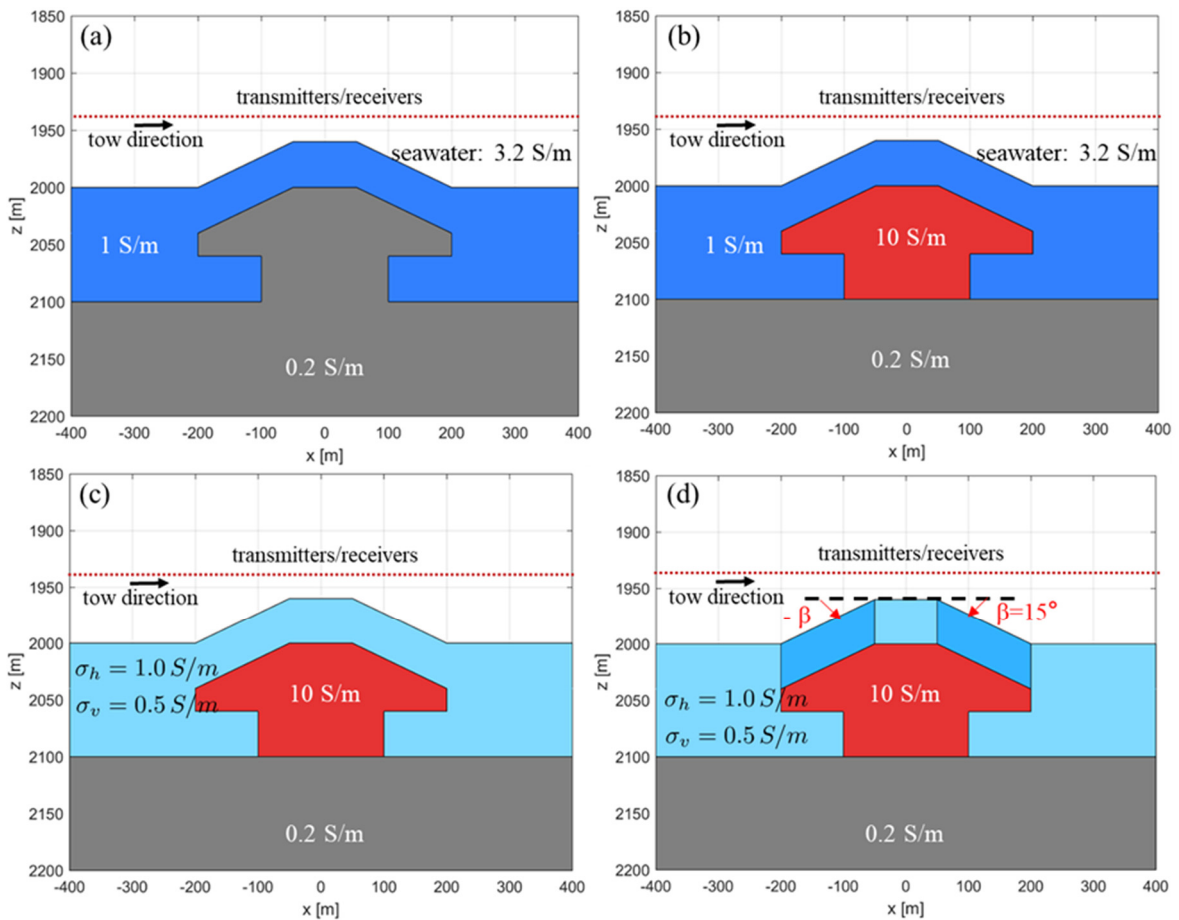 (a)
1850
1900
1950
2000
2050
2100
2150
2200
z [m]
transmitters/receivers
tow direction
seawater: 3.2 S/m
1 S/m
0.2 S/m
-400 -300 -200 -100 0 100 200 300 400
x [m]
(b)
1850
1900
1950
2000
2050
2100
2150
2200
z [m]
transmitters/receivers
tow direction
seawater: 3.2 S/m
10 S/m
1 S/m
0.2 S/m
-400 -300 -200 -100 0 100 200 300 400
x [m]
(c)
1850
1900
1950
2000
2050
2100
2150
2200
z [m]
transmitters/receivers
tow direction
σh = 1.0 S/m
σv = 0.5 S/m
10 S/m
0.2 S/m
-400 -300 -200 -100 0 100 200 300 400
x [m]
(d)
1850
1900
1950
2000
2050
2100
2150
2200
z [m]
transmitters/receivers
tow direction
- β
β=15°
σh = 1.0 S/m
σv = 0.5 S/m
10 S/m
0.2 S/m
-400 -300 -200 -100 0 100 200 300 400
x [m]